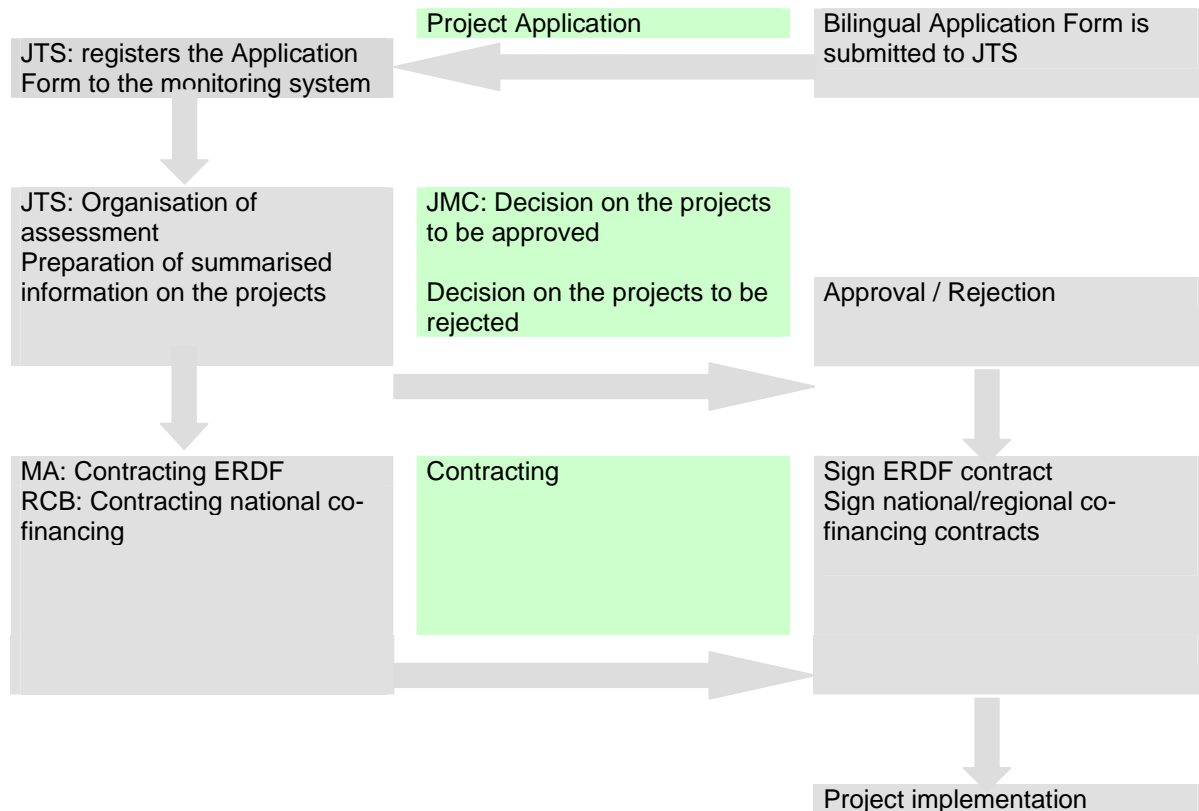 Project Application
Bilingual Application Form is
submitted to JTS
JTS: registers the Application
Form to the monitoring system
JTS: Organisation of
assessment
Preparation of summarised
information on the projects
JMC: Decision on the projects
to be approved
Decision on the projects to be
rejected
Approval / Rejection
MA: Contracting ERDF
RCB: Contracting national co-
financing
Contracting
Sign ERDF contract
Sign national/regional co-
financing contracts
Project implementation